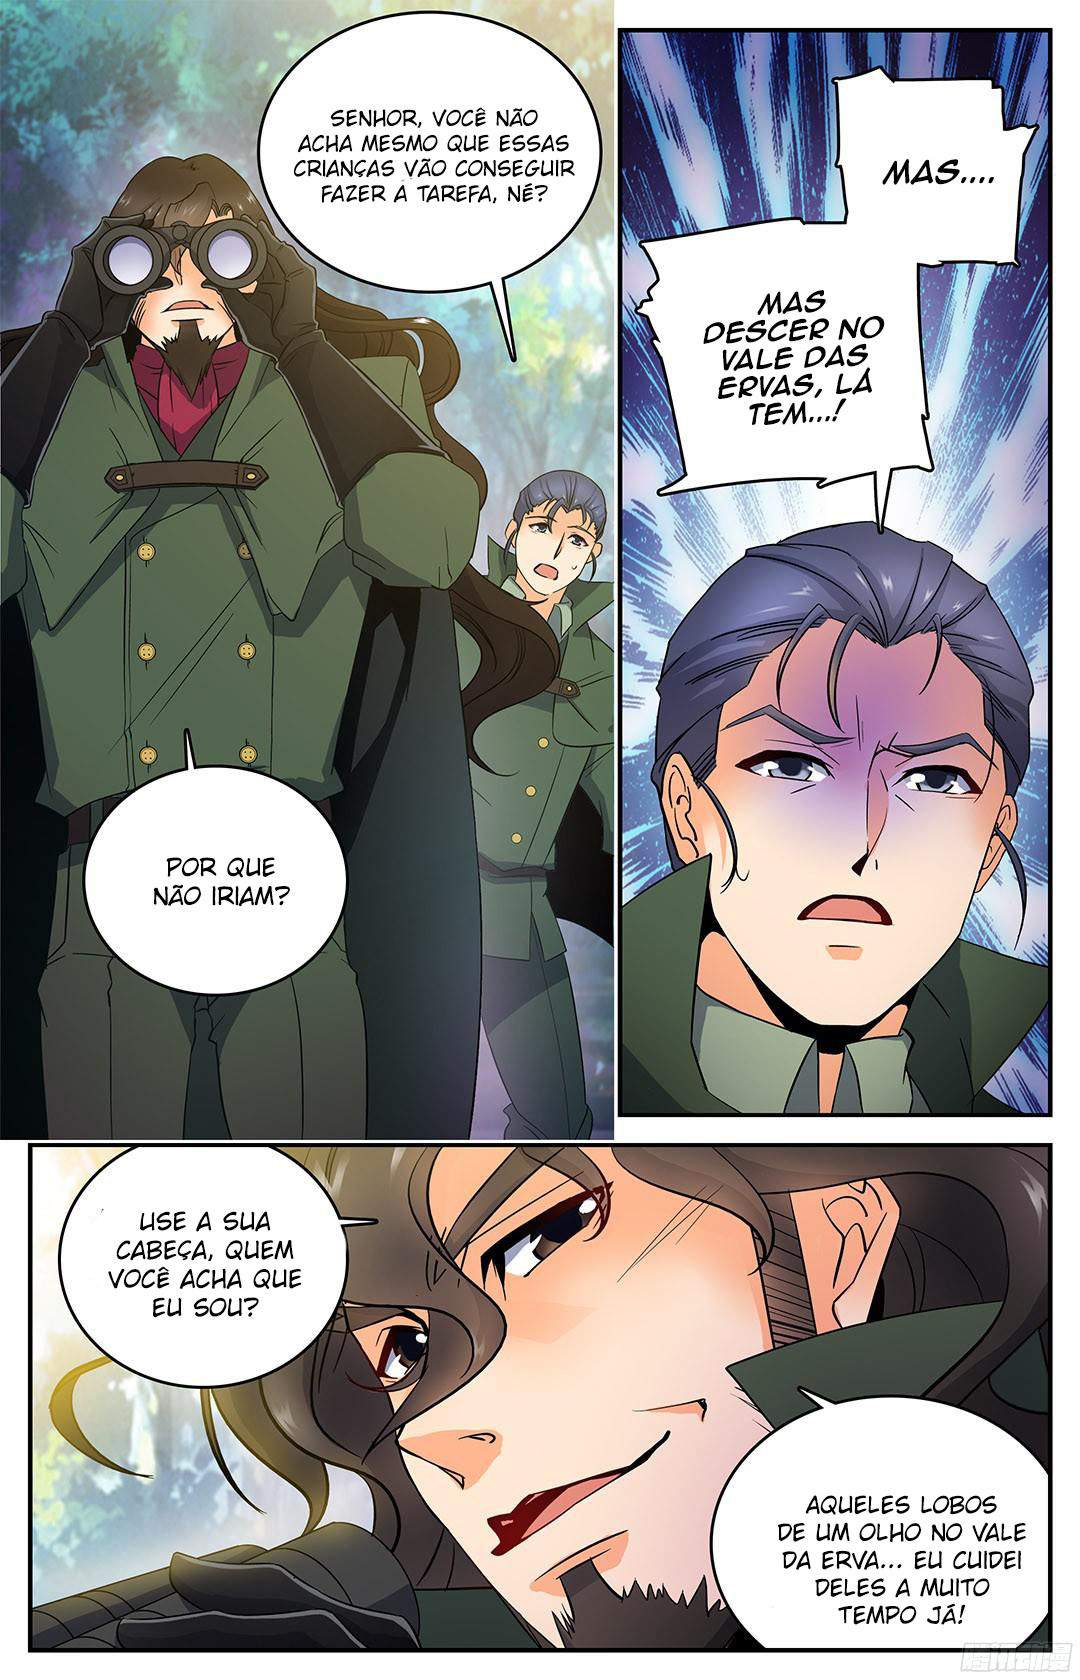 SENHOR, VOCÊ NÃO
ACHA MESMO QUE ESSAS
CRIANÇAS VÃO CONSEGUIR
FAZER A TAREFA, NÉ?
POR QUE
NÃO IRIAM?
MAS....
MAS
DESCER NO
VALE DAS
ERVAS, LÁ
TEM...!
USE A SUA
CABEÇA, QUEM
VOCÊ ACHA QUE
EU SOU?
AQUELES LOBOS
DE UM OLHO NO VALE
DA ERVA... EU CUIDEI
DELES A MUITO
TEMPO JÁ!